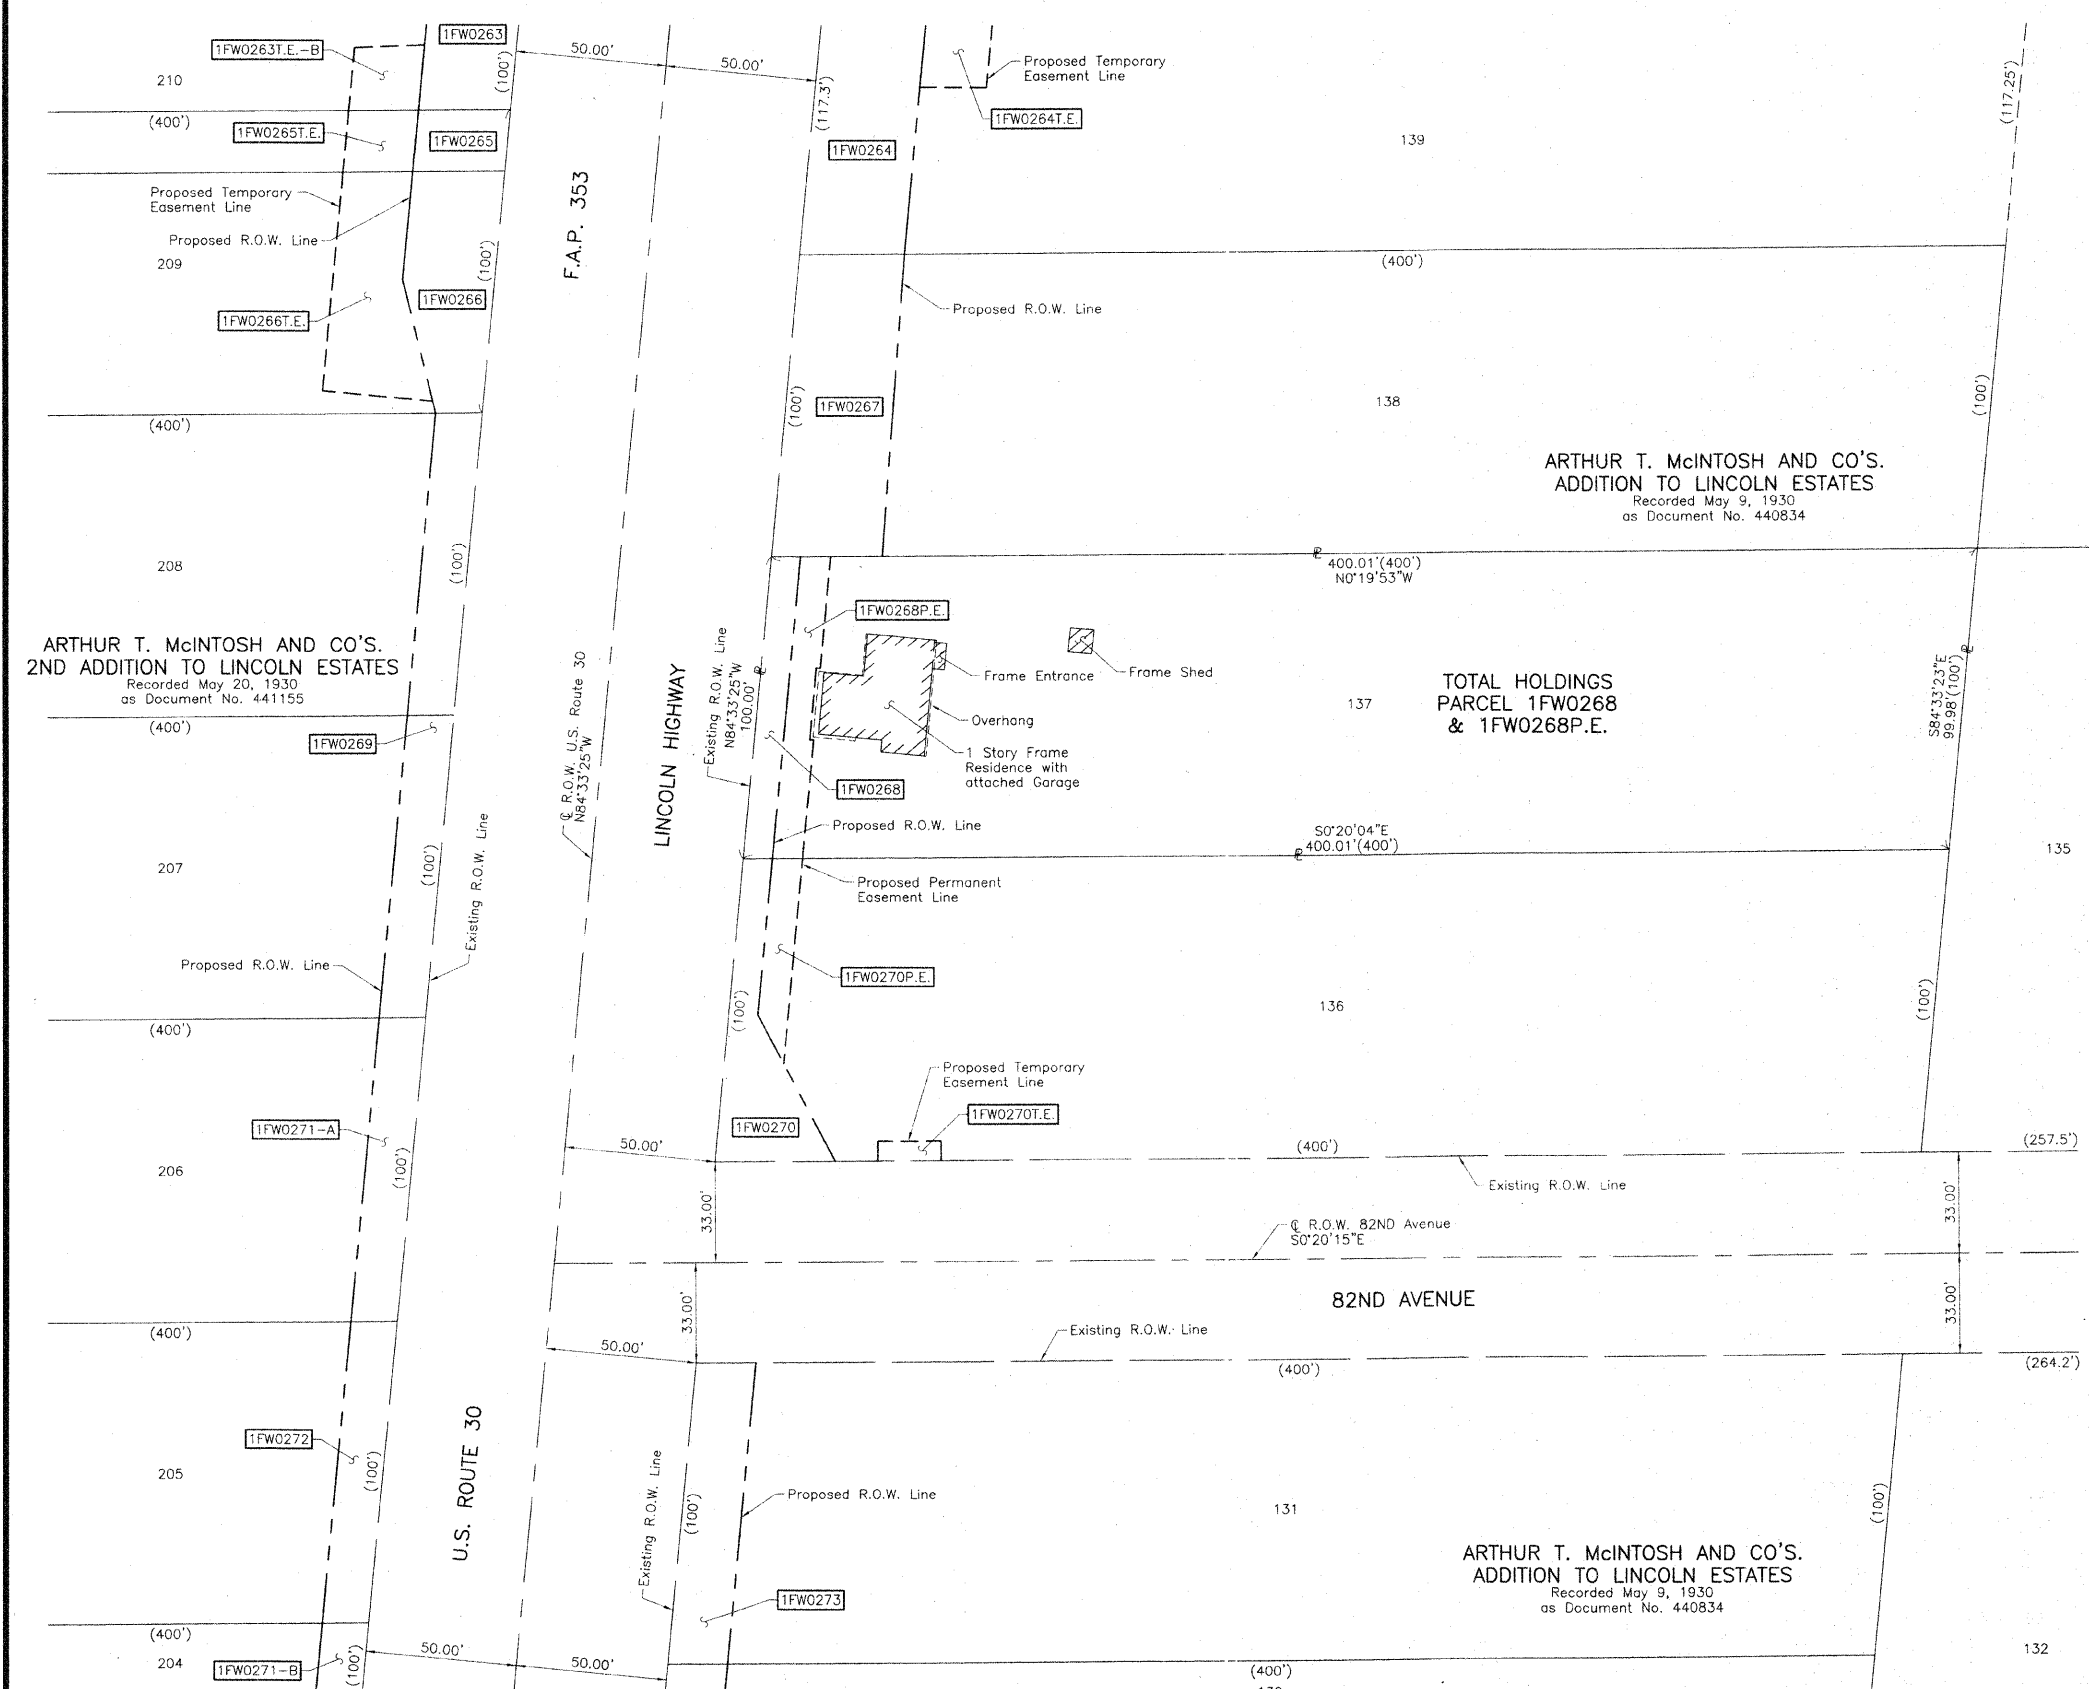 1FW0263
1FW0263T.E.-B
(100')
50.00'
50.00'
(117.3')
Proposed Temporary
Easement Line
(117.25')
210
(400')
1FW0265T.E.
1FW0265
1FW0264T.E.
1FW0264
139
Proposed Temporary
Easement Line
Proposed R.O.W. Line
209
(100')
F.A.P. 353
(400')
1FW0266
1FW0266T.E.
Proposed R.O.W. Line
(400')
(100')
1FW0267
138
(100')
ARTHUR T. McINTOSH AND CO'S.
ADDITION TO LINCOLN ESTATES
Recorded May 9, 1930
as Document No. 440834
208
(100')
400.01'(400')
N0°19'53"W
ARTHUR T. McINTOSH AND CO'S.
2ND ADDITION TO LINCOLN ESTATES
Recorded May 20, 1930
as Document No. 441155
(400')
1FW0269
℄ R.O.W. U.S. Route 30
N84°33'25"W
LINCOLN HIGHWAY
Existing R.O.W. Line
N84°33'25"W
100.00'
1FW0268P.E.
Frame Entrance
Frame Shed
Overhang
1 Story Frame
Residence with
attached Garage
1FW0268
137
TOTAL HOLDINGS
PARCEL 1FW0268
& 1FW0268P.E.
S84°33'23"E
99.98'(100')
Proposed R.O.W. Line
S0°20'04"E
400.01'(400')
135
207
(100')
Existing R.O.W. Line
Proposed Permanent
Easement Line
Proposed R.O.W. Line
1FW0270P.E.
(400')
(100')
136
(100')
Proposed Temporary
Easement Line
1FW0270T.E.
1FW0271-A
1FW0270
206
(100')
50.00'
(400')
(257.5')
Existing R.O.W. Line
33.00'
33.00'
℄ R.O.W. 82ND Avenue
S0°20'15"E
82ND AVENUE
33.00'
33.00'
(400')
50.00'
Existing R.O.W. Line
(400')
(264.2')
1FW0272
205
(100')
U.S. ROUTE 30
Existing R.O.W. Line
(100')
Proposed R.O.W. Line
131
(100')
ARTHUR T. McINTOSH AND CO'S.
ADDITION TO LINCOLN ESTATES
Recorded May 9, 1930
as Document No. 440834
1FW0273
(400')
204
1FW0271-B
(100')
50.00'
50.00'
(400')
132